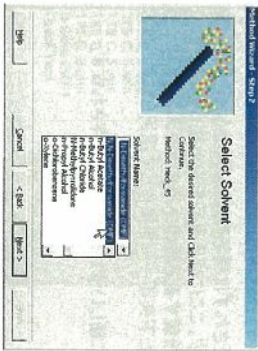 Method Wizard - Step 2
Select Solvent
Select the desired solvent and Click Next to
Continue.
Method: Heck_45
Solvent Name:
n-Butyl Acetate
n-Butyl Alcohol
n-Butyl Chloride
N-Methylpyrrolidone
n-Propyl Alcohol
o-Dichlorobenzene
o-Xylene
Help
Cancel
< Back
Next >